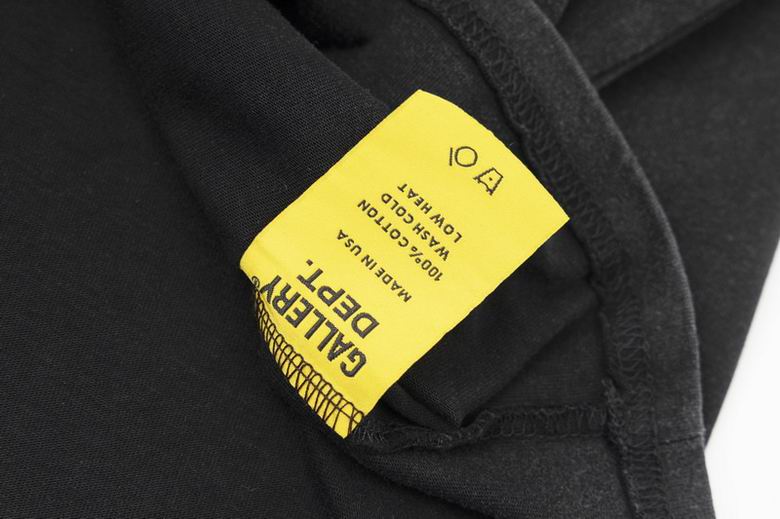 GALLERY
DEPT.®
MADE IN USA
100% COTTON
WASH COLD
LOW HEAT